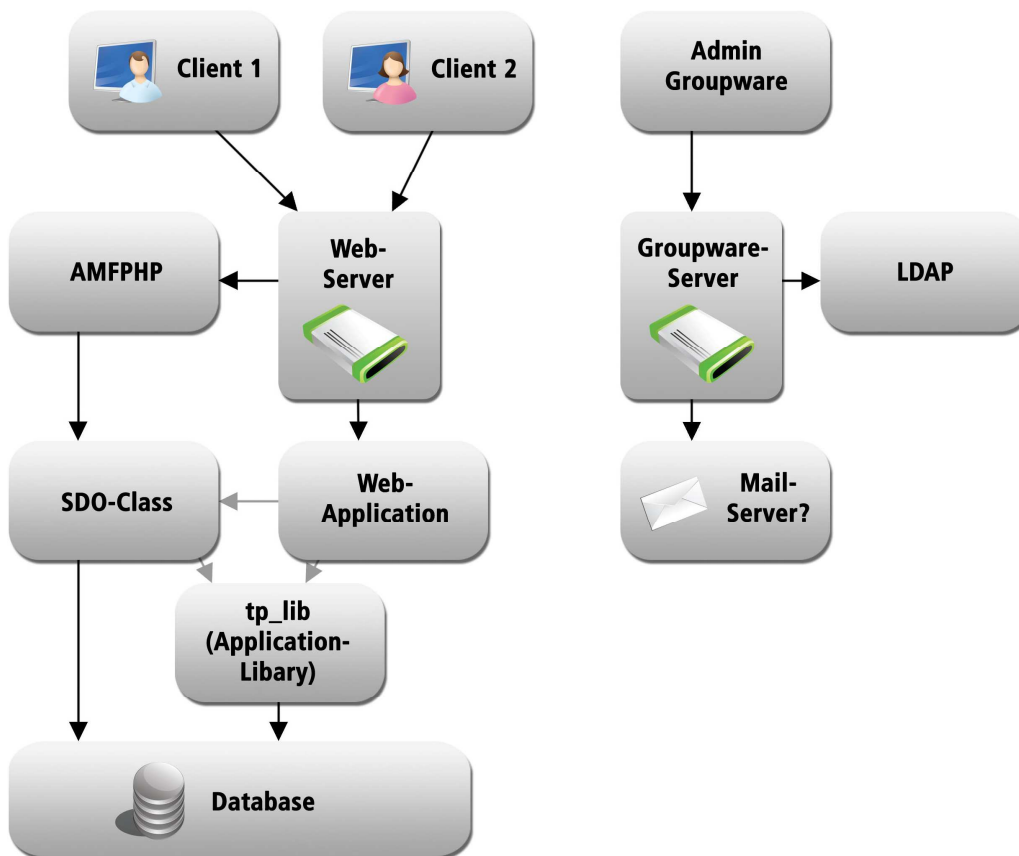 Client 1
Client 2
Admin
Groupware
AMFPHP
Web-
Server
Groupware-
Server
LDAP
SDO-Class
Web-
Application
Mail-
Server?
tp_lib
(Application-
Libary)
Database